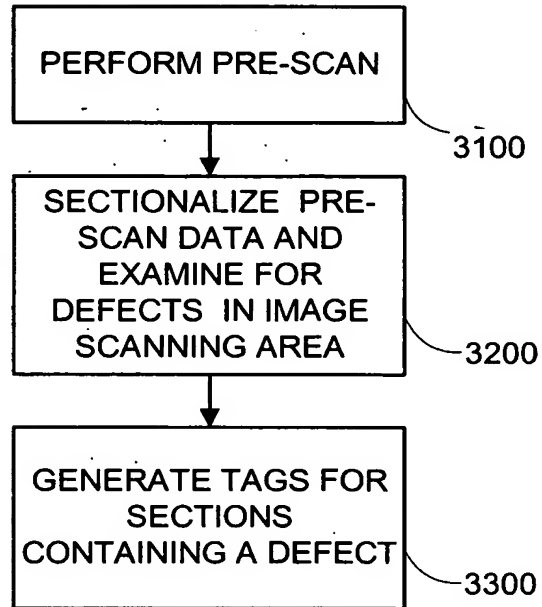 PERFORM PRE-SCAN
3100
SECTIONALIZE PRE-
SCAN DATA AND
EXAMINE FOR
DEFECTS IN IMAGE
SCANNING AREA
3200
GENERATE TAGS FOR
SECTIONS
CONTAINING A DEFECT
3300